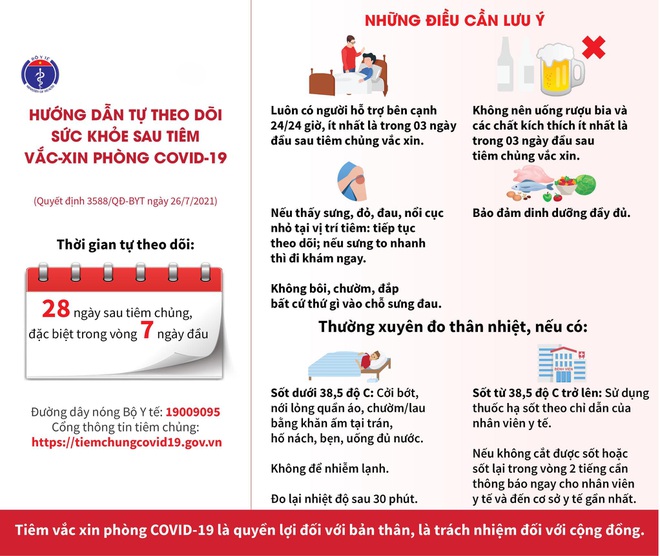 BỘ Y TẾ
HƯỚNG DẪN TỰ THEO DÕI
SỨC KHỎE SAU TIÊM
VẮC-XIN PHÒNG COVID-19
(Quyết định 3588/QĐ-BYT ngày 26/7/2021)
Thời gian tự theo dõi:
28 ngày sau tiêm chủng,
đặc biệt trong vòng 7 ngày đầu
Đường dây nóng Bộ Y tế: 19009095
Cổng thông tin tiêm chủng:
https://tiemchungcovid19.gov.vn
NHỮNG ĐIỀU CẦN LƯU Ý
Luôn có người hỗ trợ bên cạnh
24/24 giờ, ít nhất là trong 03 ngày
đầu sau tiêm chủng vắc xin.
Không nên uống rượu bia và
các chất kích thích ít nhất là
trong 03 ngày đầu sau
tiêm chủng vắc xin.
Nếu thấy sưng, đỏ, đau, nổi cục
nhỏ tại vị trí tiêm: tiếp tục
theo dõi; nếu sưng to nhanh
thì đi khám ngay.
Không bôi, chườm, đắp
bất cứ thứ gì vào chỗ sưng đau.
Bảo đảm dinh dưỡng đầy đủ.
Thường xuyên đo thân nhiệt, nếu có:
Sốt dưới 38,5 độ C: Cởi bớt,
nới lỏng quần áo, chườm/lau
bằng khăn ấm tại trán,
hố nách, bẹn, uống đủ nước.
Không để nhiễm lạnh.
Đo lại nhiệt độ sau 30 phút.
BỆNH VIỆN
Sốt từ 38,5 độ C trở lên: Sử dụng
thuốc hạ sốt theo chỉ dẫn của
nhân viên y tế.
Nếu không cắt được sốt hoặc
sốt lại trong vòng 2 tiếng cần
thông báo ngay cho nhân viên
y tế và đến cơ sở y tế gần nhất.
Tiêm vắc xin phòng COVID-19 là quyền lợi đối với bản thân, là trách nhiệm đối với cộng đồng.